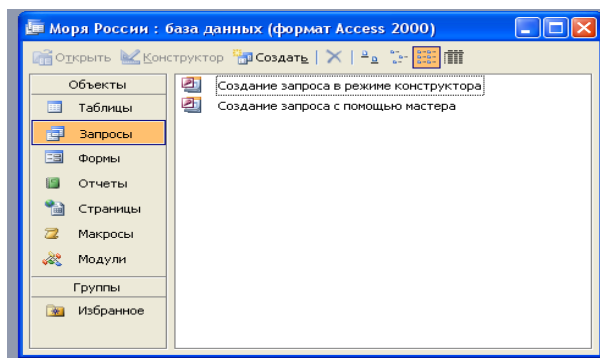 Моря России : база данных (формат Access 2000)
Открыть Конструктор Создать
Объекты
Таблицы
Запросы
Формы
Отчеты
Страницы
Макросы
Модули
Группы
Избранное
Создание запроса в режиме конструктора
Создание запроса с помощью мастера